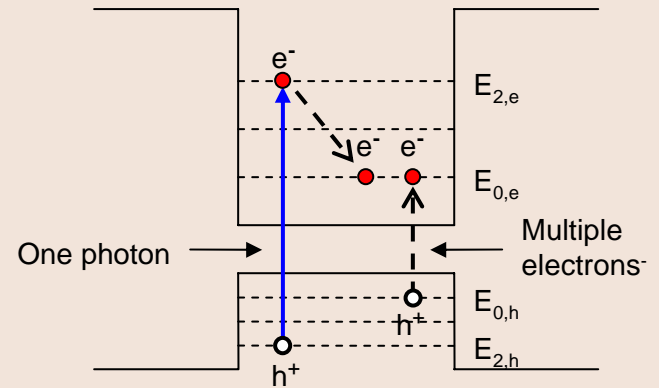 e⁻
E₂,ₑ
e⁻ e⁻
E₀,ₑ
One photon
Multiple
electrons⁻
E₀,ₕ
h⁺
E₂,ₕ
h⁺